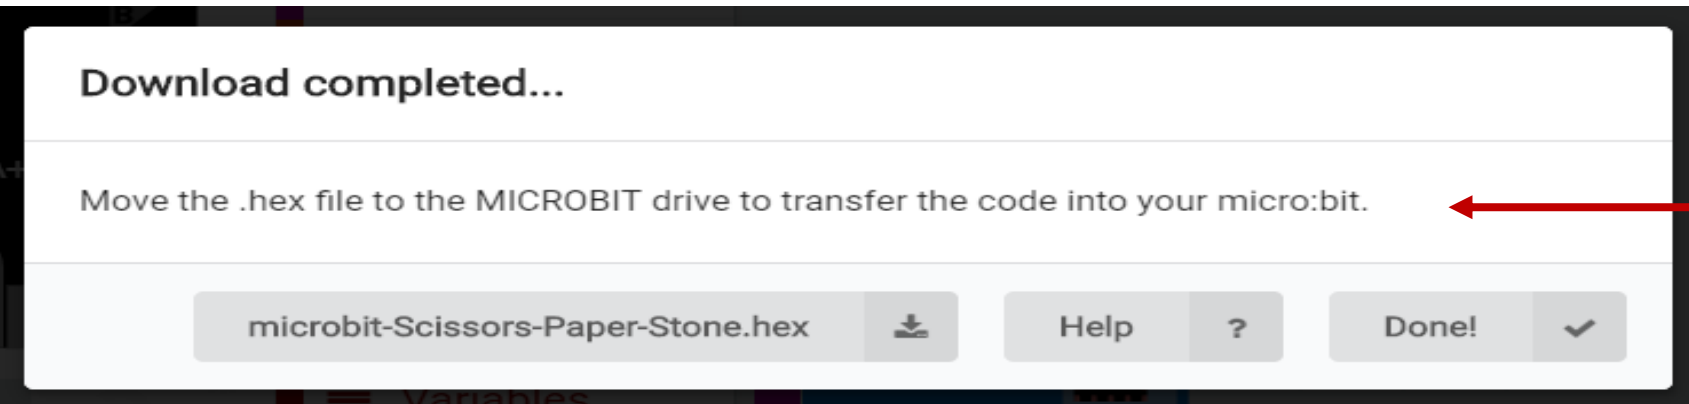 Download completed...
Move the .hex file to the MICROBIT drive to transfer the code into your micro:bit.
microbit-Scissors-Paper-Stone.hex Help ? Done!
Variables